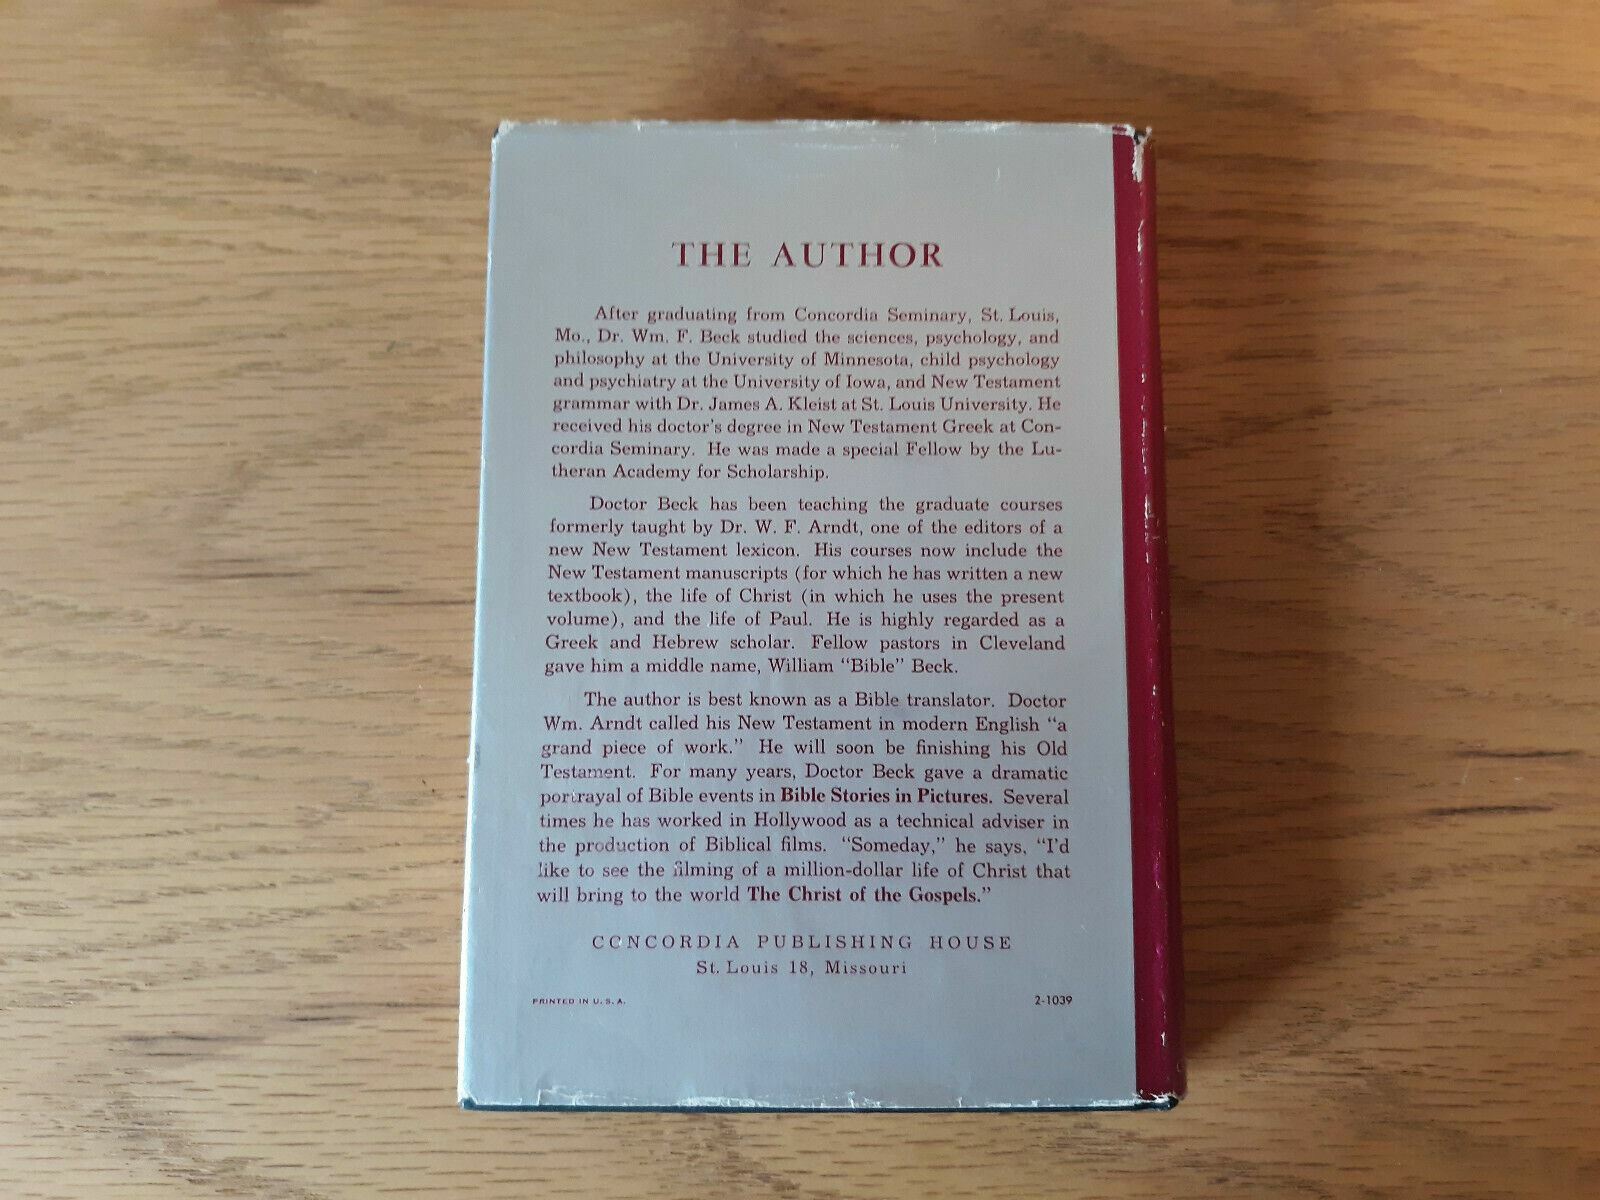 THE AUTHOR
After graduating from Concordia Seminary, St. Louis,
Mo., Dr. Wm. F. Beck studied the sciences, psychology, and
philosophy at the University of Minnesota, child psychology
and psychiatry at the University of Iowa, and New Testament
grammar with Dr. James A. Kleist at St. Louis University. He
received his doctor's degree in New Testament Greek at Con-
cordia Seminary. He was made a special Fellow by the Lu-
theran Academy for Scholarship.
Doctor Beck has been teaching the graduate courses
formerly taught by Dr. W. F. Arndt, one of the editors of a
new New Testament lexicon. His courses now include the
New Testament manuscripts (for which he has written a new
textbook), the life of Christ (in which he uses the present
volume), and the life of Paul. He is highly regarded as a
Greek and Hebrew scholar. Fellow pastors in Cleveland
gave him a middle name, William "Bible" Beck.
The author is best known as a Bible translator. Doctor
Wm. Arndt called his New Testament in modern English "a
grand piece of work." He will soon be finishing his Old
Testament. For many years, Doctor Beck gave a dramatic
portrayal of Bible events in Bible Stories in Pictures. Several
times he has worked in Hollywood as a technical adviser in
the production of Biblical films. "Someday," he says, "I'd
like to see the filming of a million-dollar life of Christ that
will bring to the world The Christ of the Gospels."
CONCORDIA PUBLISHING HOUSE
St. Louis 18, Missouri
PRINTED IN U. S. A.
2-1039